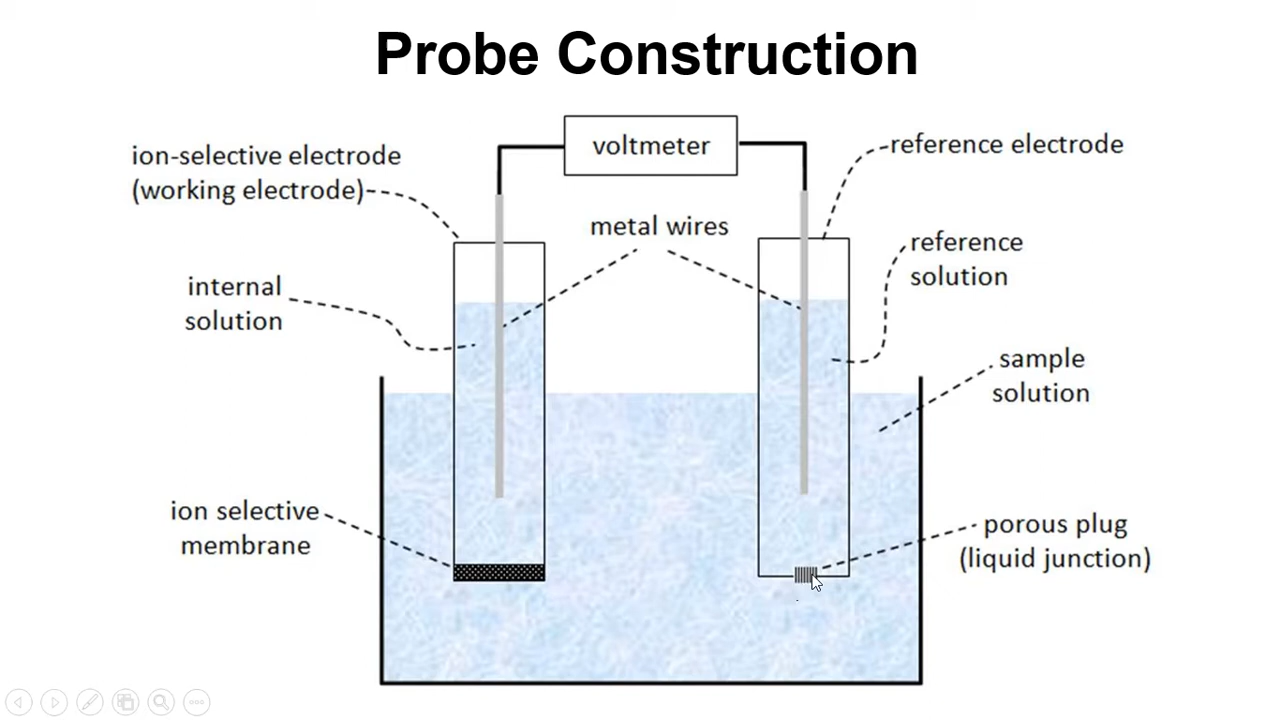 Probe Construction
voltmeter
ion-selective electrode
(working electrode)
reference electrode
metal wires
reference
solution
internal
solution
sample
solution
ion selective
membrane
porous plug
(liquid junction)